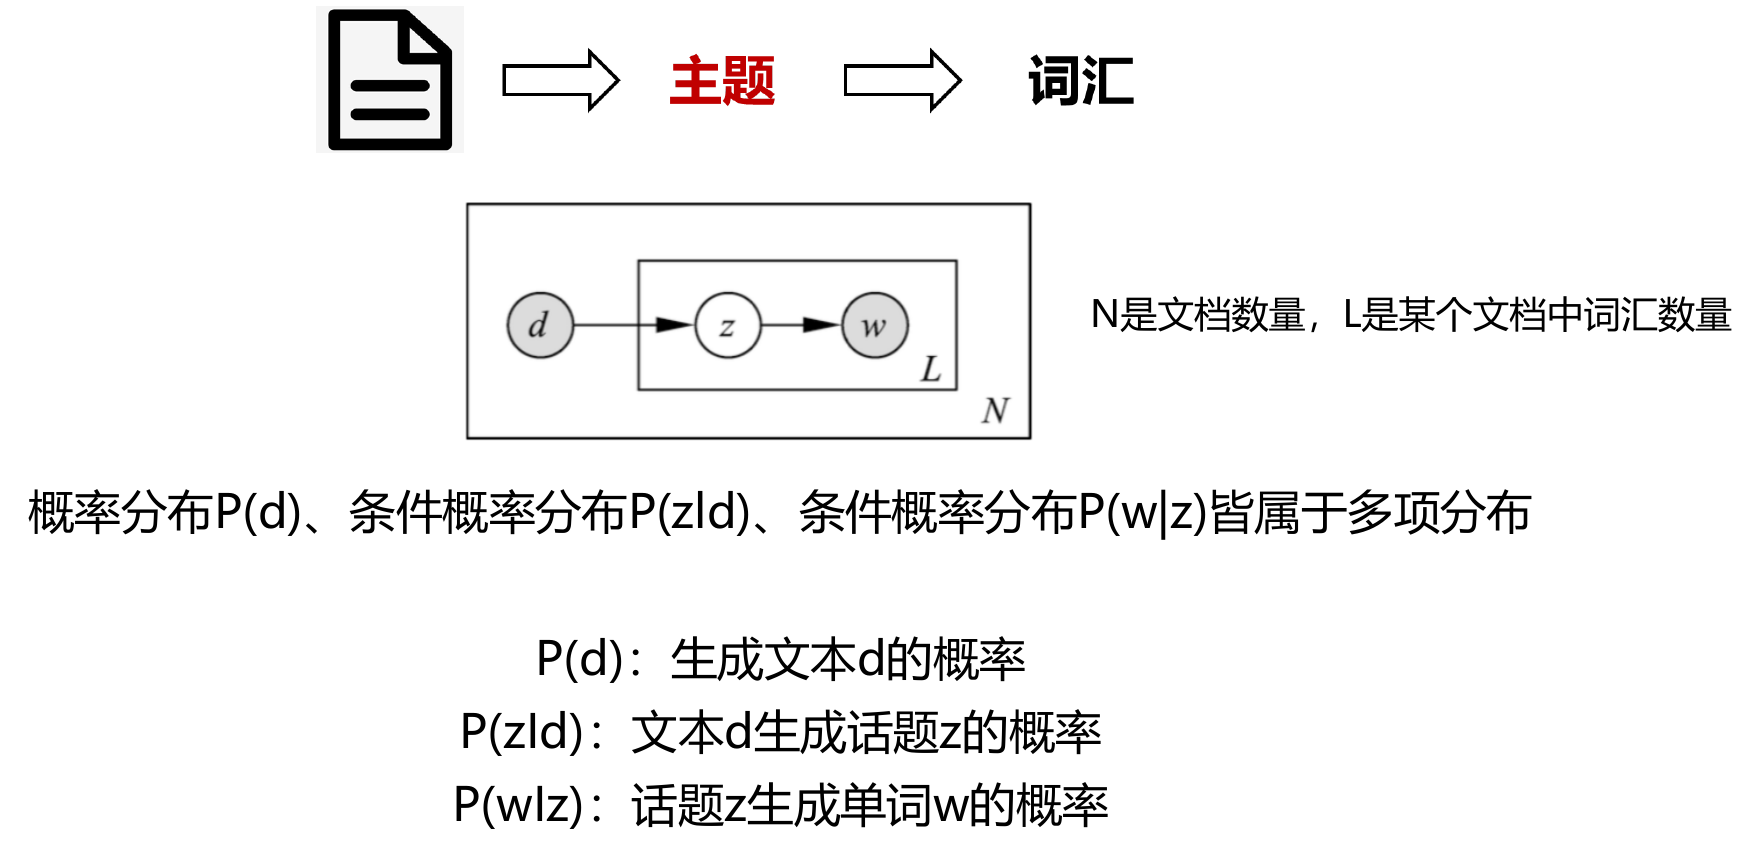 主题 词汇
d z w
L
N
N是文档数量，L是某个文档中词汇数量
概率分布P(d)、条件概率分布P(zId)、条件概率分布P(w|z)皆属于多项分布
P(d)：生成文本d的概率
P(zId)：文本d生成话题z的概率
P(wIz)：话题z生成单词w的概率